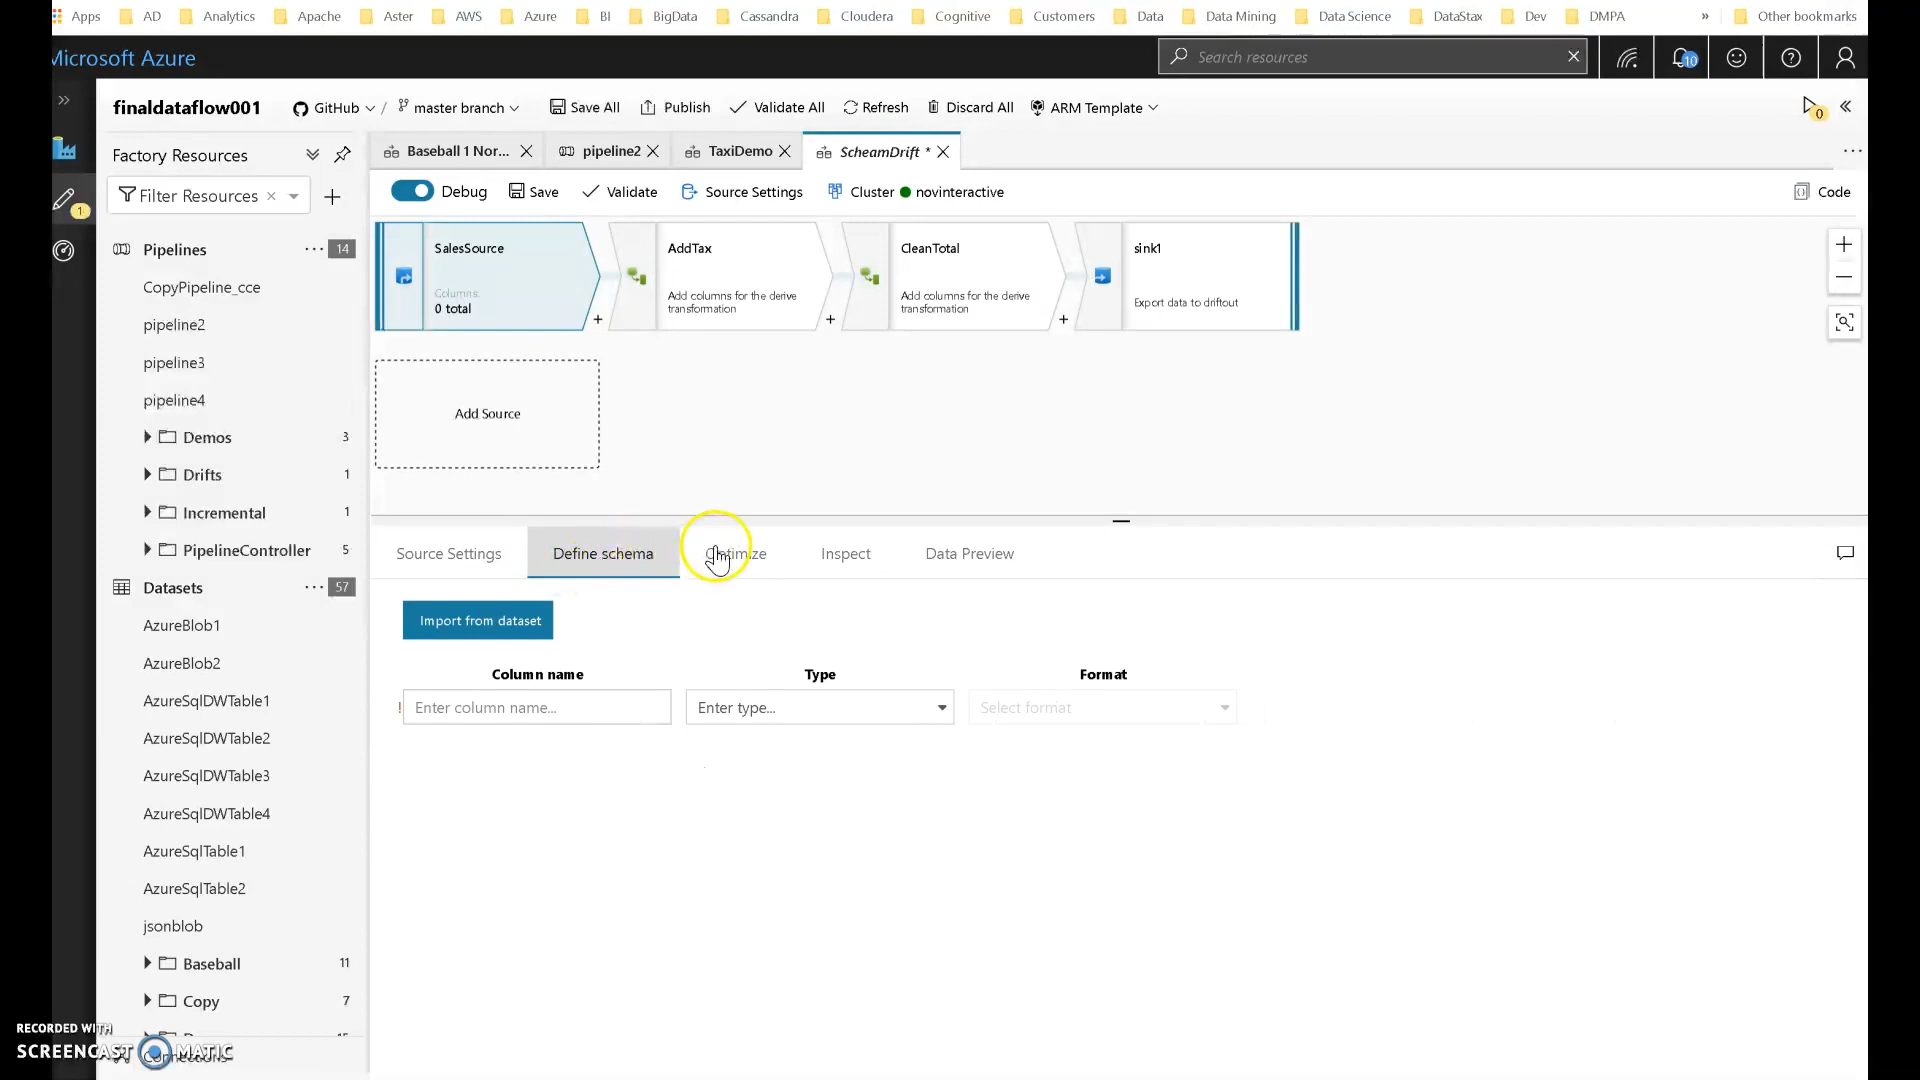 Apps AD Analytics Apache Aster AWS Azure BI BigData Cassandra Cloudera Cognitive Customers Data Data Mining Data Science DataStax Dev DMPA » Other bookmarks
Microsoft Azure Search resources 10
finaldataflow001 GitHub / master branch Save All Publish Validate All Refresh Discard All ARM Template 0
Factory Resources
Baseball 1 Nor... pipeline2 TaxiDemo ScheamDrift *
Filter Resources
1
Debug Save Validate Source Settings Cluster novinteractive Code
Pipelines 14
CopyPipeline_cce
pipeline2
pipeline3
pipeline4
Demos 3
Drifts 1
Incremental 1
PipelineController 5
Datasets 57
AzureBlob1
AzureBlob2
AzureSqlDWTable1
AzureSqlDWTable2
AzureSqlDWTable3
AzureSqlDWTable4
AzureSqlTable1
AzureSqlTable2
jsonblob
Baseball 11
Copy 7
Connections
SalesSource
Columns:
0 total
AddTax
Add columns for the derive
transformation
CleanTotal
Add columns for the derive
transformation
sink1
Export data to driftout
Add Source
Source Settings Define schema Optimize Inspect Data Preview
Import from dataset
Column name Type Format
! Enter column name... Enter type... Select format
RECORDED WITH
SCREENCAST MATIC